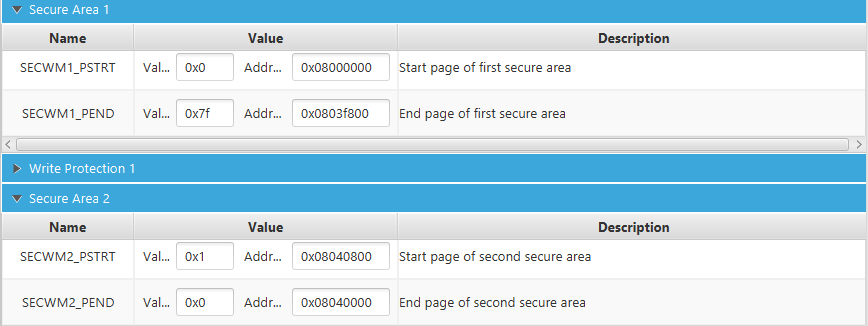 Secure Area 1
Name Value Description
SECWM1_PSTRT Val... 0x0 Addr... 0x08000000 Start page of first secure area
SECWM1_PEND Val... 0x7f Addr... 0x0803f800 End page of first secure area
Write Protection 1
Secure Area 2
Name Value Description
SECWM2_PSTRT Val... 0x1 Addr... 0x08040800 Start page of second secure area
SECWM2_PEND Val... 0x0 Addr... 0x08040000 End page of second secure area